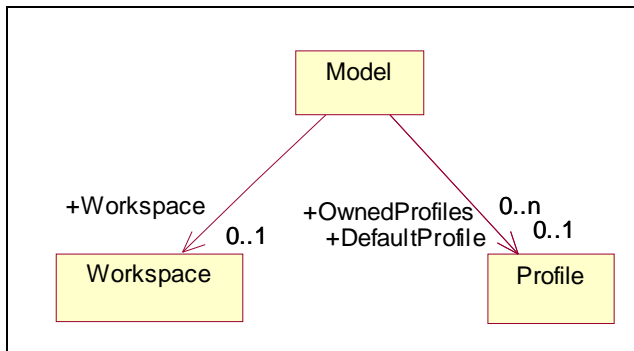 Model
+Workspace
0..1
+OwnedProfiles
0..n
+DefaultProfile
0..1
Workspace
Profile